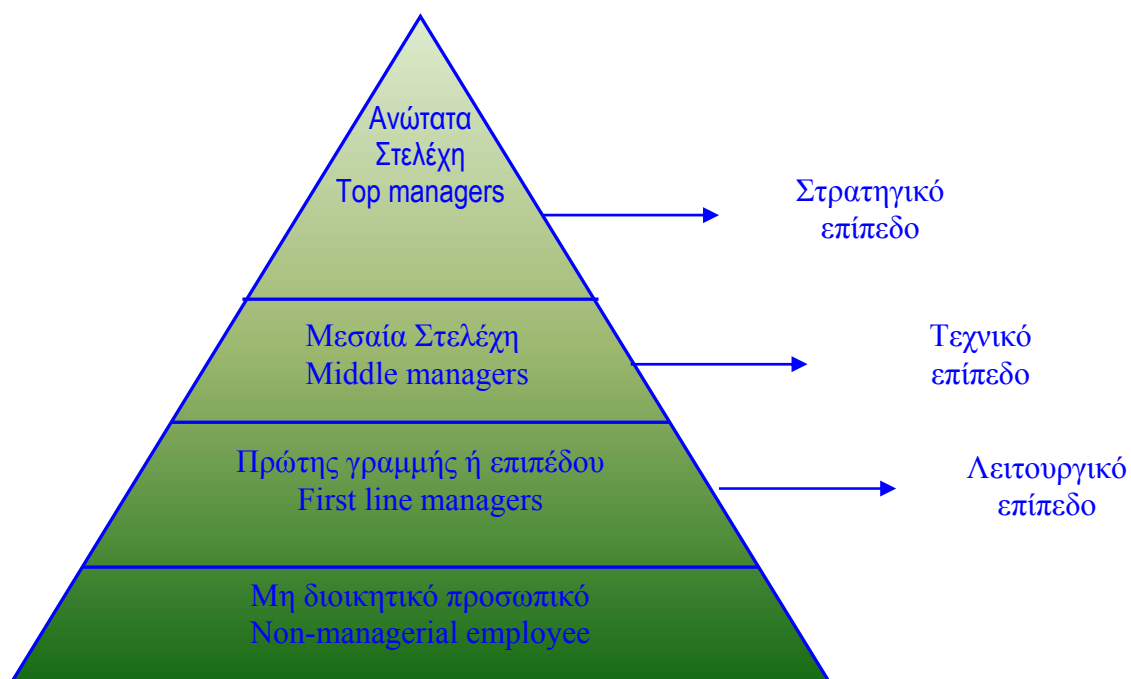 Ανώτατα
Στελέχη
Top managers
Στρατηγικό
επίπεδο
Μεσαία Στελέχη
Middle managers
Τεχνικό
επίπεδο
Πρώτης γραμμής ή επιπέδου
First line managers
Λειτουργικό
επίπεδο
Μη διοικητικό προσωπικό
Non-managerial employee